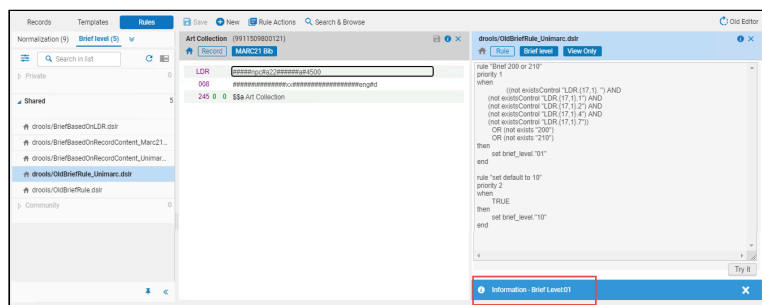 Records Templates Rules
Save New Rule Actions Search & Browse Old Editor
Normalization (9) Brief level (5)
Search in list
Private 0
Shared 5
drools/BriefBasedOnLDR.dslr
drools/BriefBasedOnRecordContent_Marc21...
drools/BriefBasedOnRecordContent_Unimar...
drools/OldBriefRule_Unimarc.dslr
drools/OldBriefRule.dslr
Community 0
Art Collection (9911509800121)
Record MARC21 Bib
LDR #####npc#a22######a#4500
008
245 0 0 $$a Art Collection
drools/OldBriefRule_Unimarc.dslr
Rule Brief level View Only
rule "Brief 200 or 210"
priority 1
when
((not existsControl "LDR.{17,1}. ") AND
(not existsControl "LDR.{17,1}.1") AND
(not existsControl "LDR.{17,1}.2") AND
(not existsControl "LDR.{17,1}.4") AND
(not existsControl "LDR.{17,1}.7"))
OR (not exists "200")
OR (not exists "210")
then
set brief_level."01"
end
rule "set default to 10"
priority 2
when
TRUE
then
set brief_level."10"
end
Try it
Information - Brief Level:01